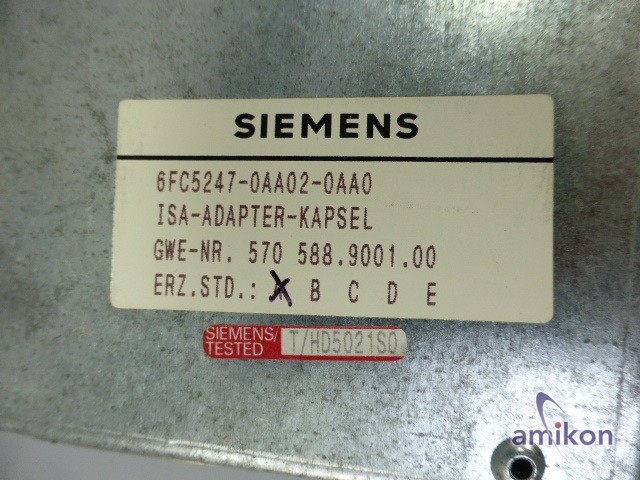 SIEMENS
6FC5247-0AA02-0AA0
ISA-ADAPTER-KAPSEL
GWE-NR. 570 588.9001.00
ERZ.STD.: A B C D E
SIEMENS/
TESTED
T/HD5021S0
amikon